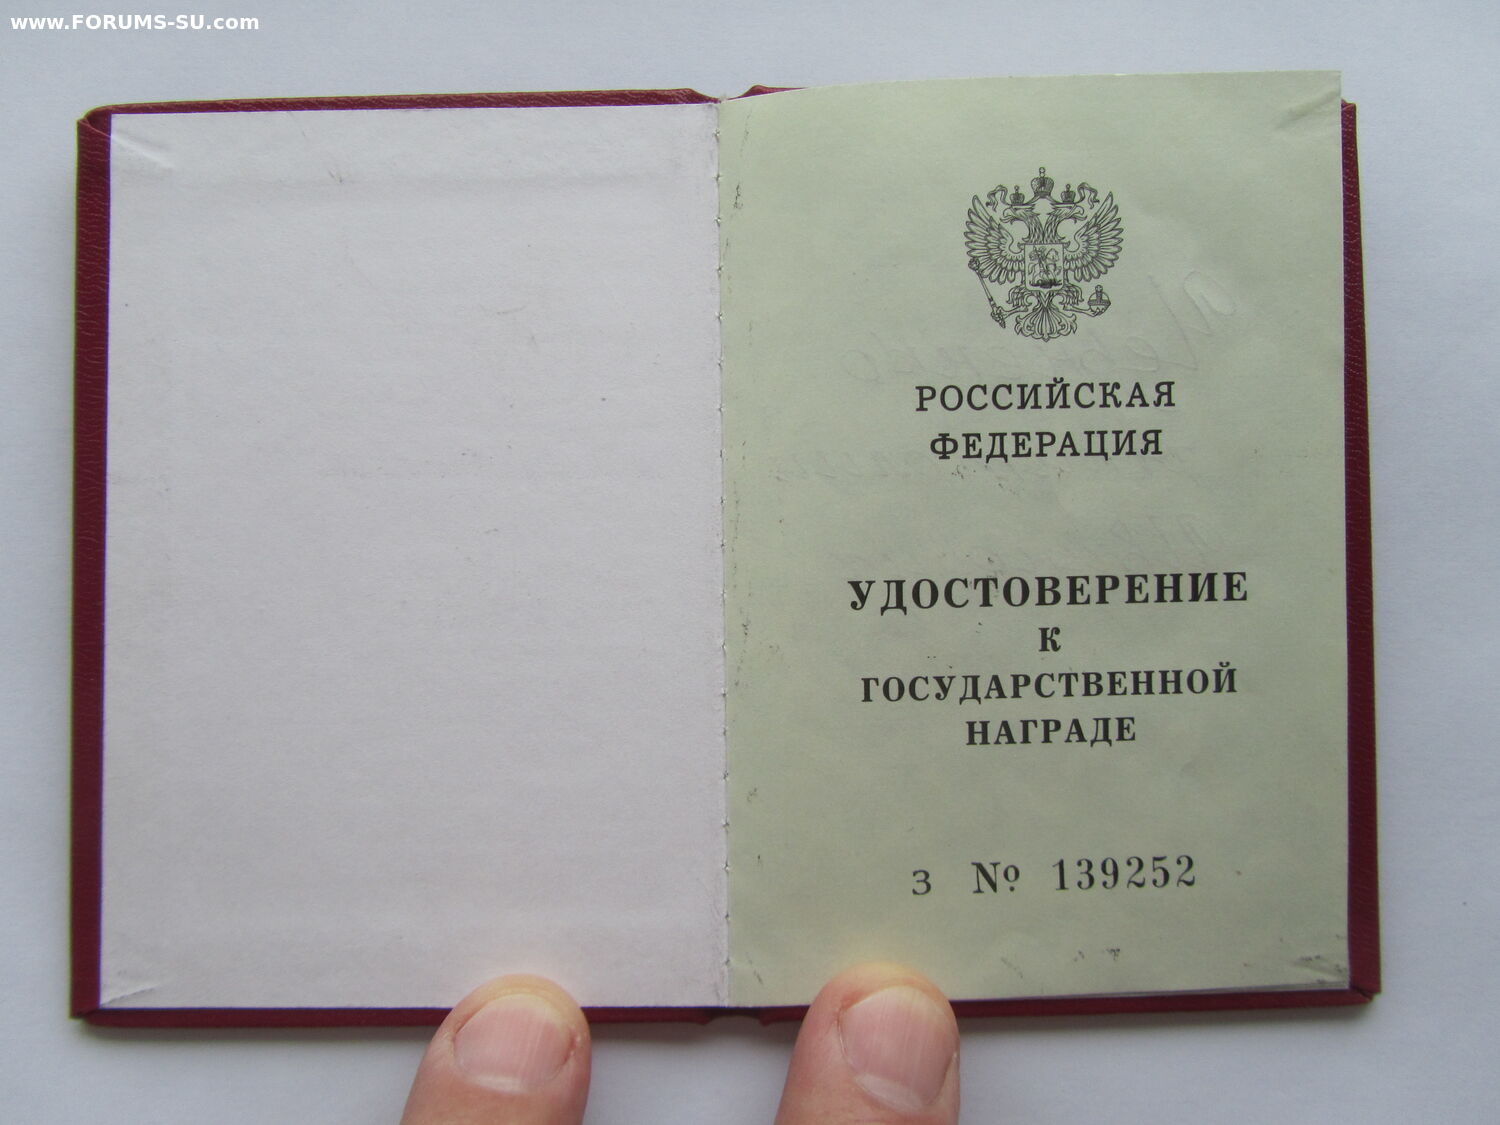 www.FORUMS-SU.com
РОССИЙСКАЯ
ФЕДЕРАЦИЯ
УДОСТОВЕРЕНИЕ
К
ГОСУДАРСТВЕННОЙ
НАГРАДЕ
З № 139252